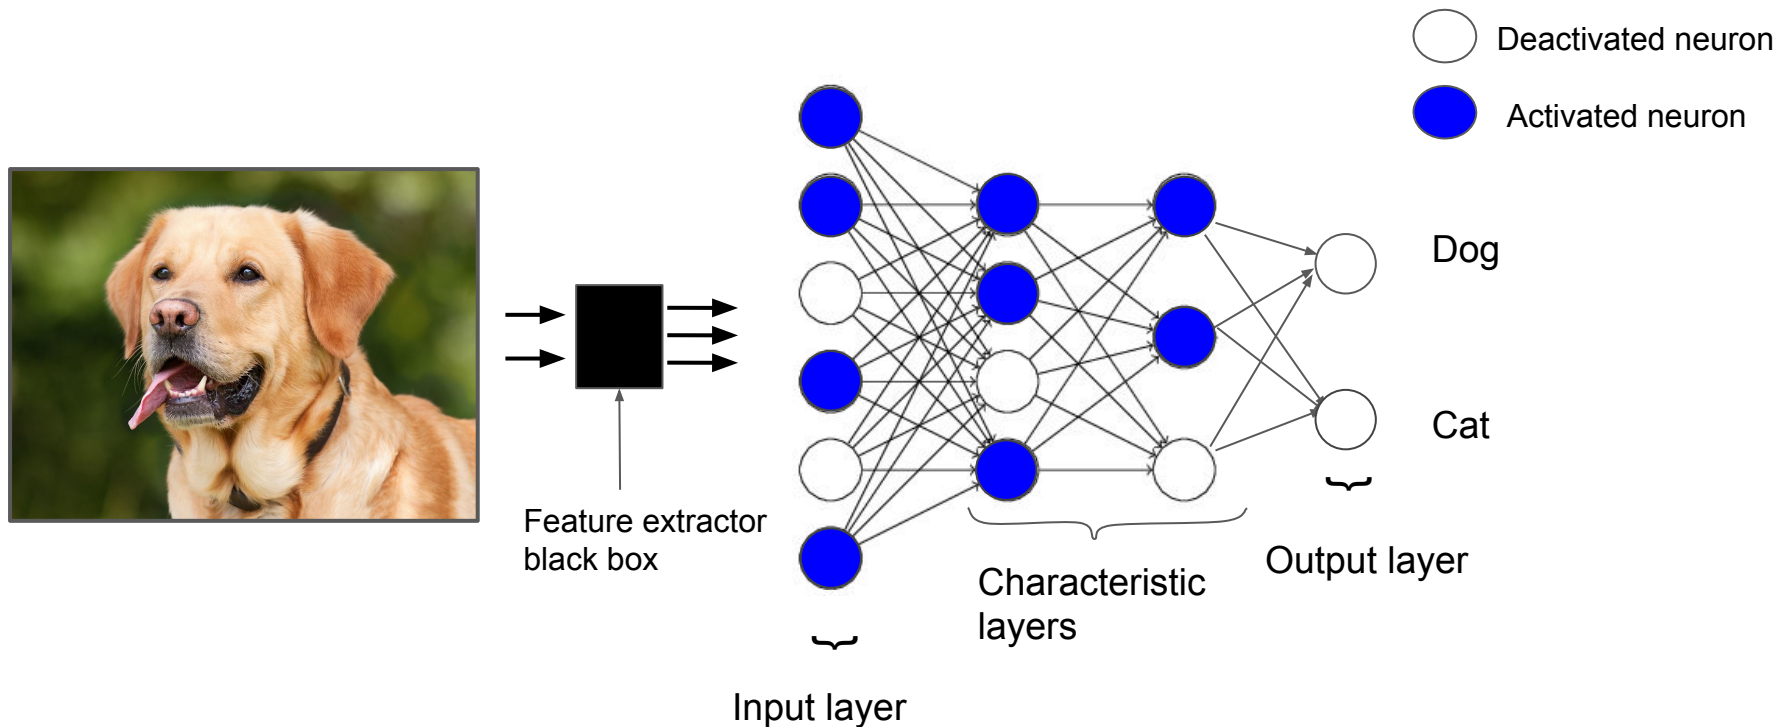 Deactivated neuron
Activated neuron
Dog
Cat
Feature extractor
black box
Characteristic
layers
Output layer
Input layer